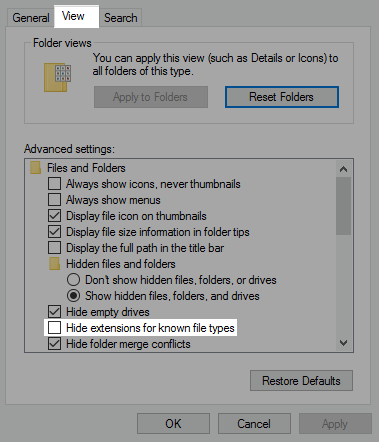 General View Search
Folder views
You can apply this view (such as Details or Icons) to
all folders of this type.
Apply to Folders Reset Folders
Advanced settings:
Files and Folders
Always show icons, never thumbnails
Always show menus
Display file icon on thumbnails
Display file size information in folder tips
Display the full path in the title bar
Hidden files and folders
Don't show hidden files, folders, or drives
Show hidden files, folders, and drives
Hide empty drives
Hide extensions for known file types
Hide folder merge conflicts
Restore Defaults
OK Cancel Apply